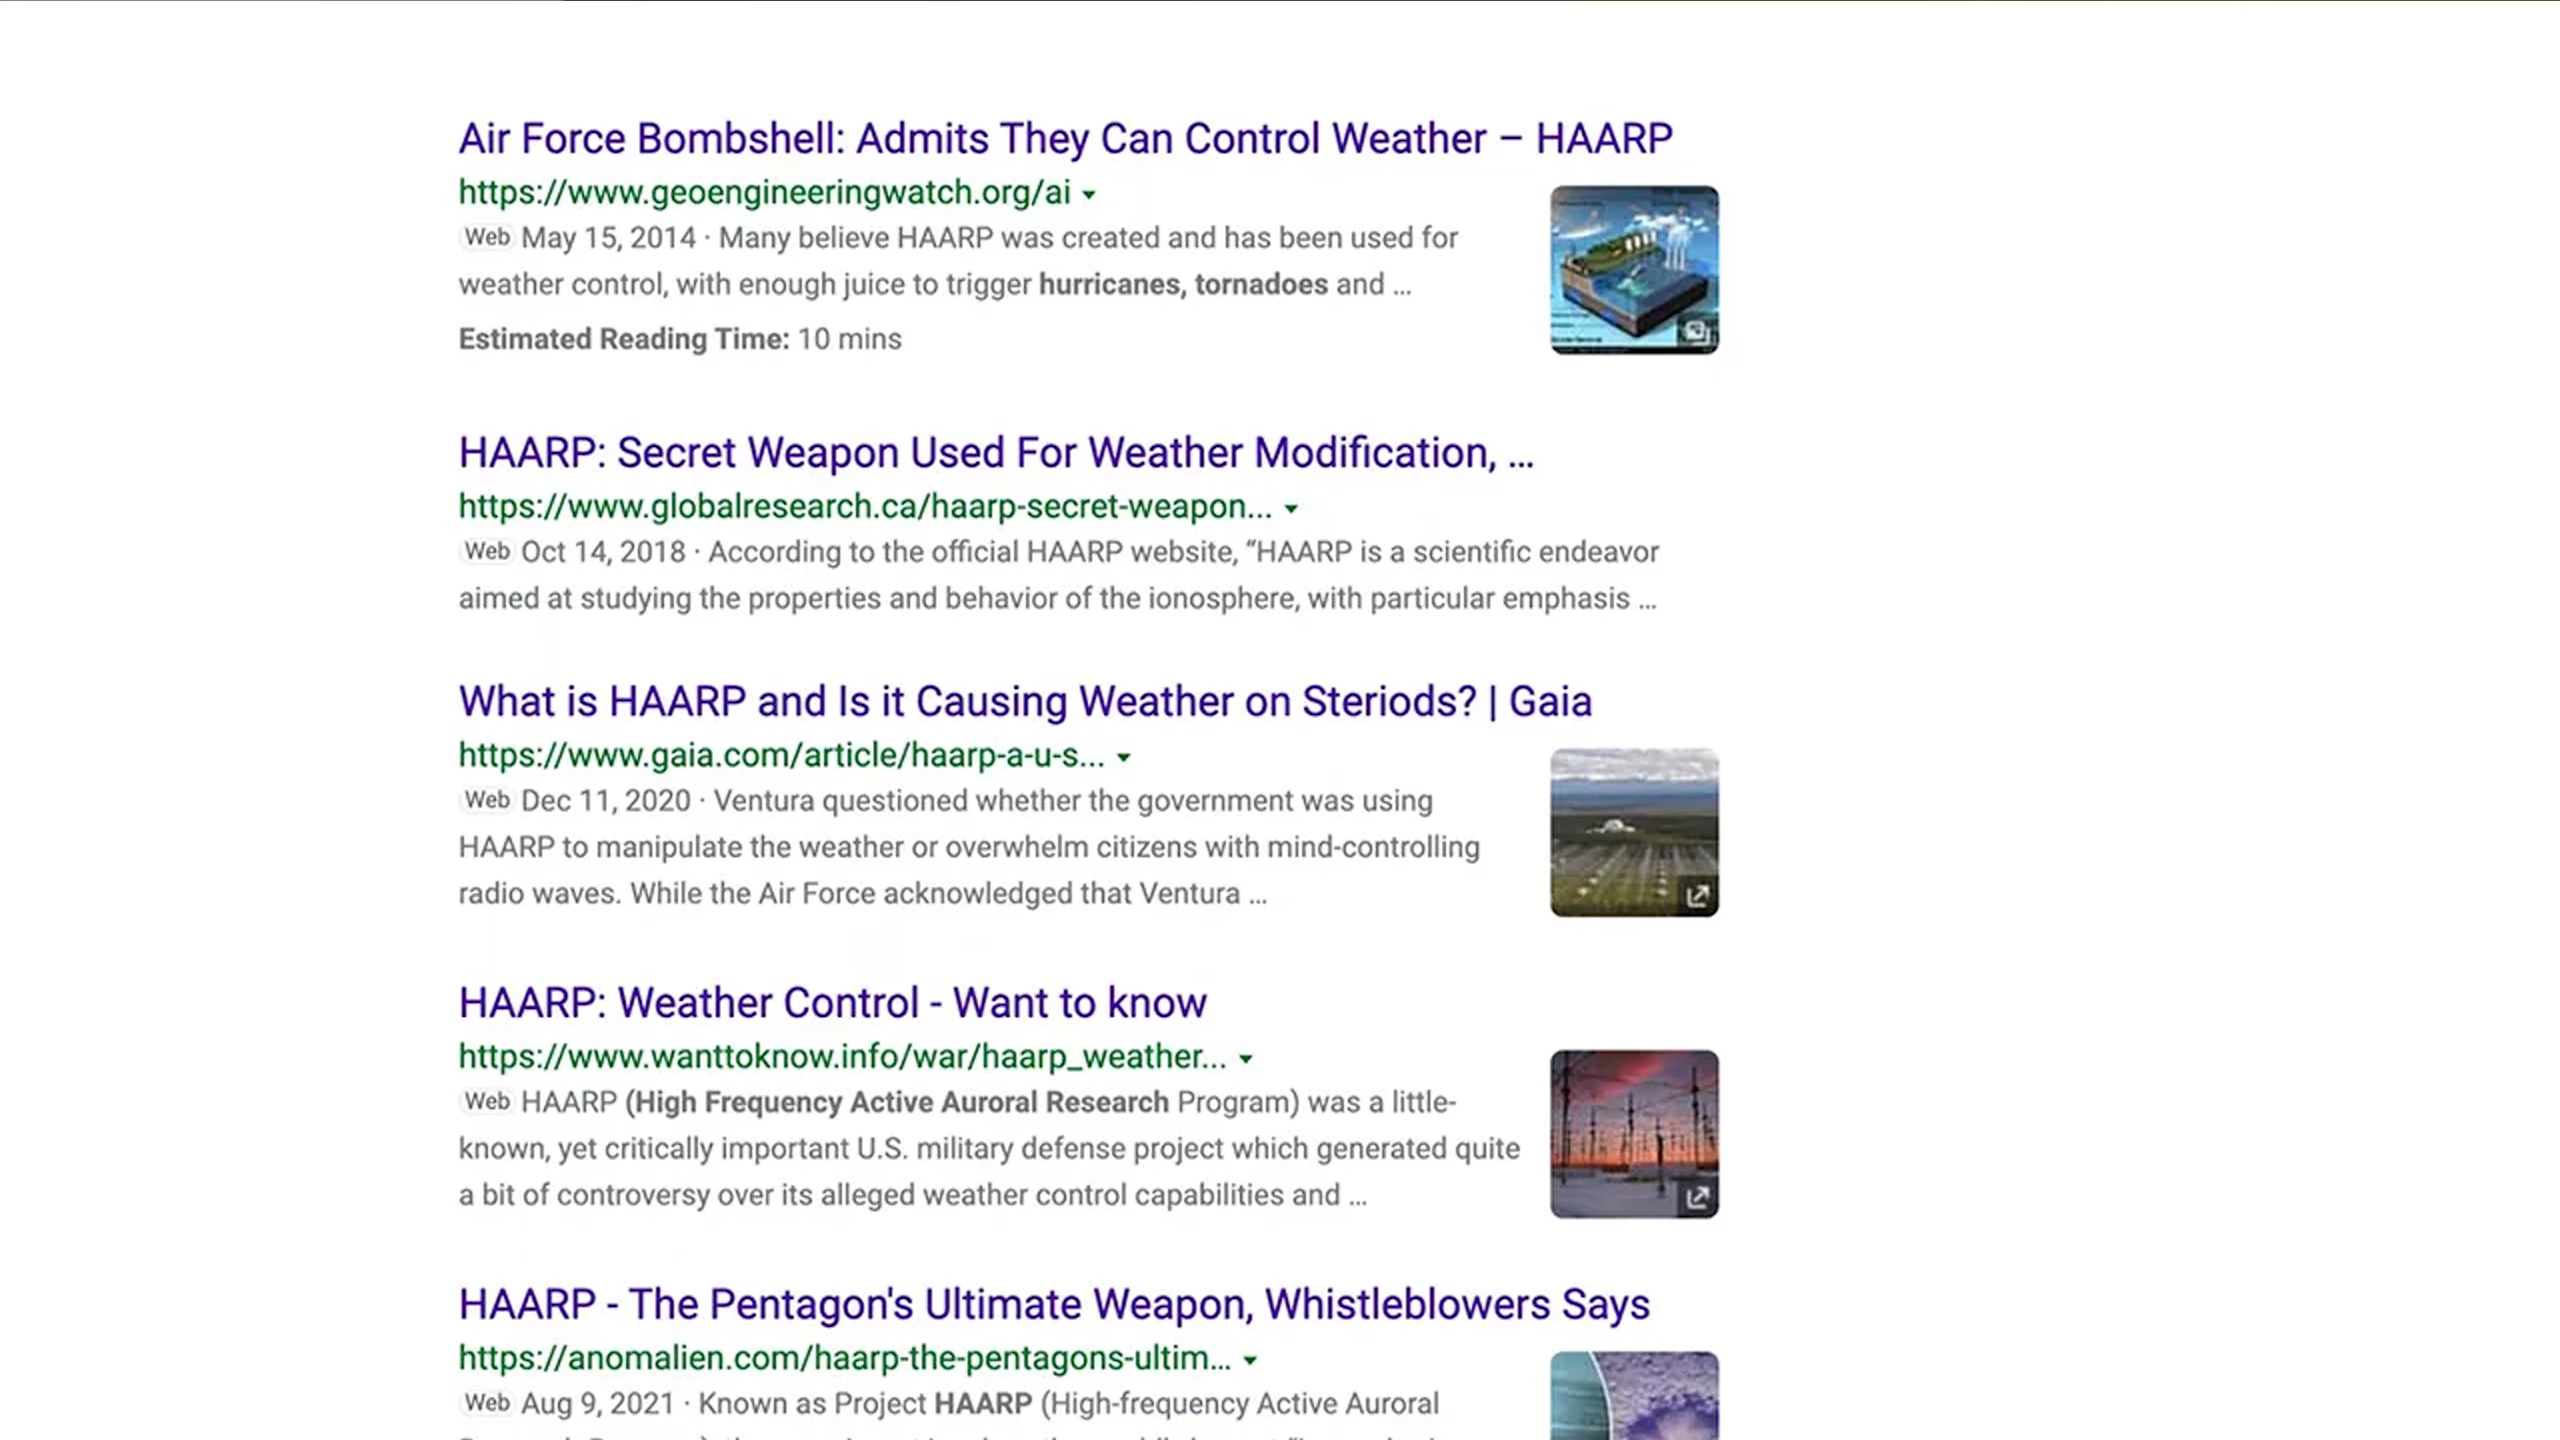 Air Force Bombshell: Admits They Can Control Weather – HAARP
https://www.geoengineeringwatch.org/ai
Web May 15, 2014 · Many believe HAARP was created and has been used for
weather control, with enough juice to trigger hurricanes, tornadoes and ...
Estimated Reading Time: 10 mins
HAARP: Secret Weapon Used For Weather Modification, ...
https://www.globalresearch.ca/haarp-secret-weapon...
Web Oct 14, 2018 · According to the official HAARP website, “HAARP is a scientific endeavor
aimed at studying the properties and behavior of the ionosphere, with particular emphasis ...
What is HAARP and Is it Causing Weather on Steriods? | Gaia
https://www.gaia.com/article/haarp-a-u-s...
Web Dec 11, 2020 · Ventura questioned whether the government was using
HAARP to manipulate the weather or overwhelm citizens with mind-controlling
radio waves. While the Air Force acknowledged that Ventura ...
HAARP: Weather Control - Want to know
https://www.wanttoknow.info/war/haarp_weather...
Web HAARP (High Frequency Active Auroral Research Program) was a little-
known, yet critically important U.S. military defense project which generated quite
a bit of controversy over its alleged weather control capabilities and ...
HAARP - The Pentagon's Ultimate Weapon, Whistleblowers Says
https://anomalien.com/haarp-the-pentagons-ultim...
Web Aug 9, 2021 · Known as Project HAARP (High-frequency Active Auroral